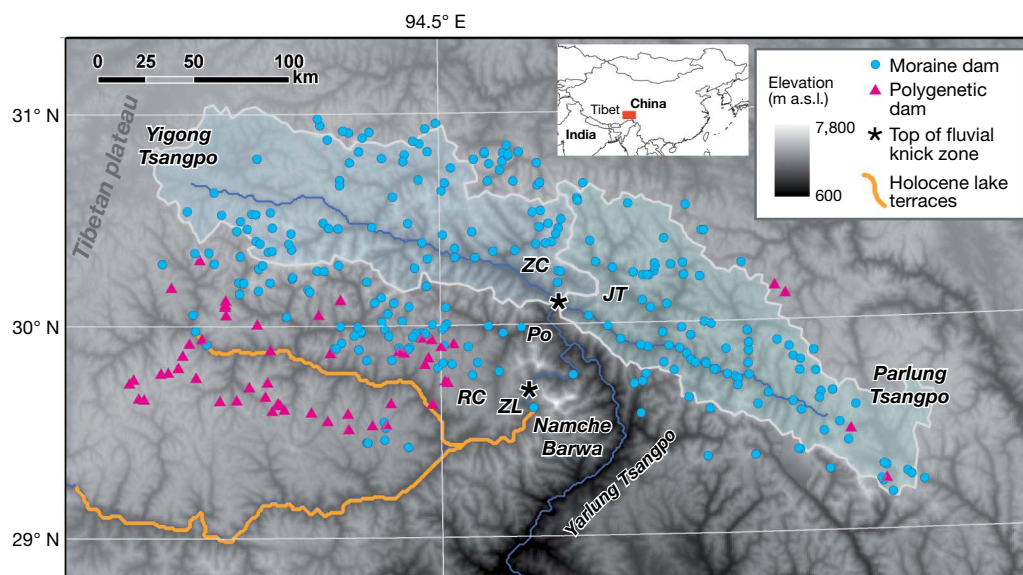 94.5° E
0 25 50 100
km
31° N
30° N
29° N
Tibetan plateau
Yigong
Tsangpo
ZC
JT
Po
RC
ZL
Namche
Barwa
Yarlung Tsangpo
Parlung
Tsangpo
Tibet
China
India
Elevation
(m a.s.l.)
7,800
600
Moraine dam
Polygenetic
dam
Top of fluvial
knick zone
Holocene lake
terraces